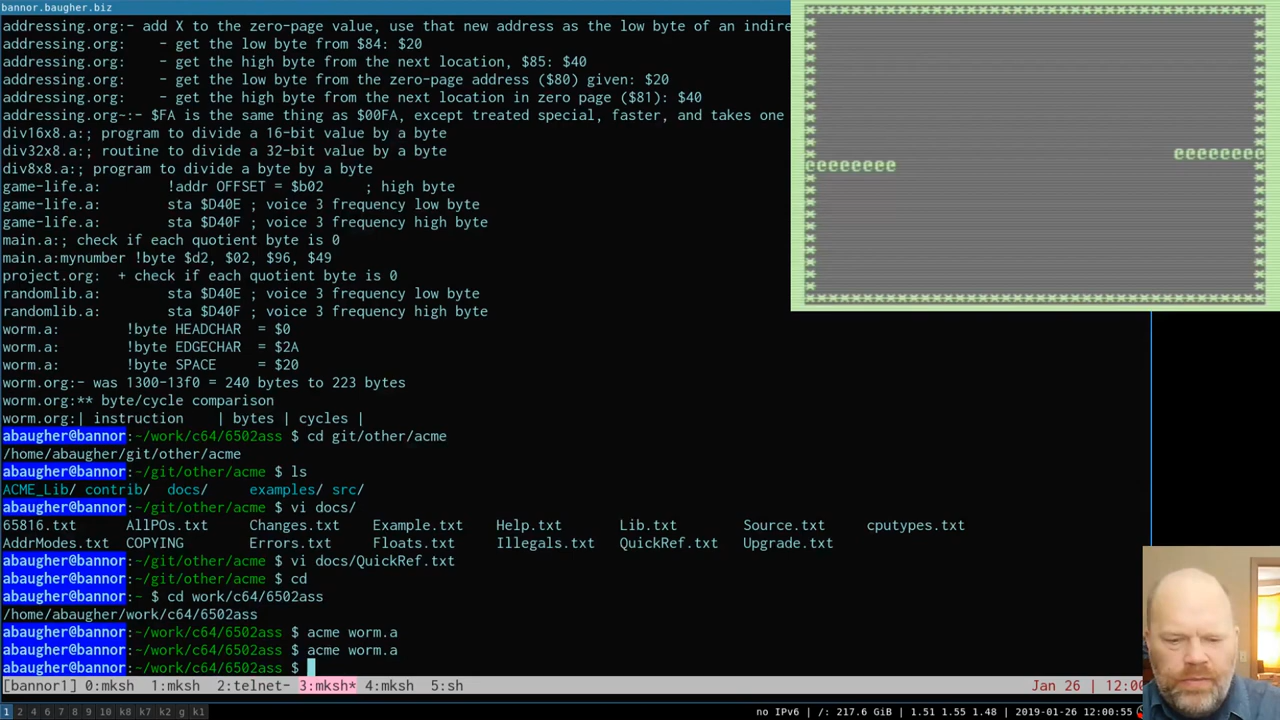 bannor.baugher.biz
addressing.org:- add X to the zero-page value, use that new address as the low byte of an indire
addressing.org:    - get the low byte from $84: $20
addressing.org:    - get the high byte from the next location, $85: $40
addressing.org:    - get the low byte from the zero-page address ($80) given: $20
addressing.org:    - get the high byte from the next location in zero page ($81): $40
addressing.org~:- $FA is the same thing as $00FA, except treated special, faster, and takes one
div16x8.a:; program to divide a 16-bit value by a byte
div32x8.a:; routine to divide a 32-bit value by a byte
div8x8.a:; program to divide a byte by a byte
game-life.a:       !addr OFFSET = $b02     ; high byte
game-life.a:       sta $D40E ; voice 3 frequency low byte
game-life.a:       sta $D40F ; voice 3 frequency high byte
main.a:; check if each quotient byte is 0
main.a:mynumber !byte $d2, $02, $96, $49
project.org:  + check if each quotient byte is 0
randomlib.a:       sta $D40E ; voice 3 frequency low byte
randomlib.a:       sta $D40F ; voice 3 frequency high byte
worm.a:        !byte HEADCHAR  = $0
worm.a:        !byte EDGECHAR  = $2A
worm.a:        !byte SPACE     = $20
worm.org:- was 1300-13f0 = 240 bytes to 223 bytes
worm.org:** byte/cycle comparison
worm.org:| instruction    | bytes | cycles |
abaugher@bannor:~/work/c64/6502ass $ cd git/other/acme
/home/abaugher/git/other/acme
abaugher@bannor:~/git/other/acme $ ls
ACME_Lib/ contrib/  docs/     examples/ src/
abaugher@bannor:~/git/other/acme $ vi docs/
65816.txt      AllPOs.txt     Changes.txt    Example.txt    Help.txt       Lib.txt        Source.txt     cputypes.txt
AddrModes.txt  COPYING        Errors.txt     Floats.txt     Illegals.txt   QuickRef.txt   Upgrade.txt
abaugher@bannor:~/git/other/acme $ vi docs/QuickRef.txt
abaugher@bannor:~/git/other/acme $ cd
abaugher@bannor:~ $ cd work/c64/6502ass
/home/abaugher/work/c64/6502ass
abaugher@bannor:~/work/c64/6502ass $ acme worm.a
abaugher@bannor:~/work/c64/6502ass $ acme worm.a
abaugher@bannor:~/work/c64/6502ass $
[bannor1] 0:mksh  1:mksh  2:telnet- 3:mksh* 4:mksh  5:sh Jan 26 | 12:00
1 2 4 5 6 7 8 9 10 k8 k7 k2 g k1 no IPv6 | /: 217.6 GiB | 1.51 1.55 1.48 | 2019-01-26 12:00:55